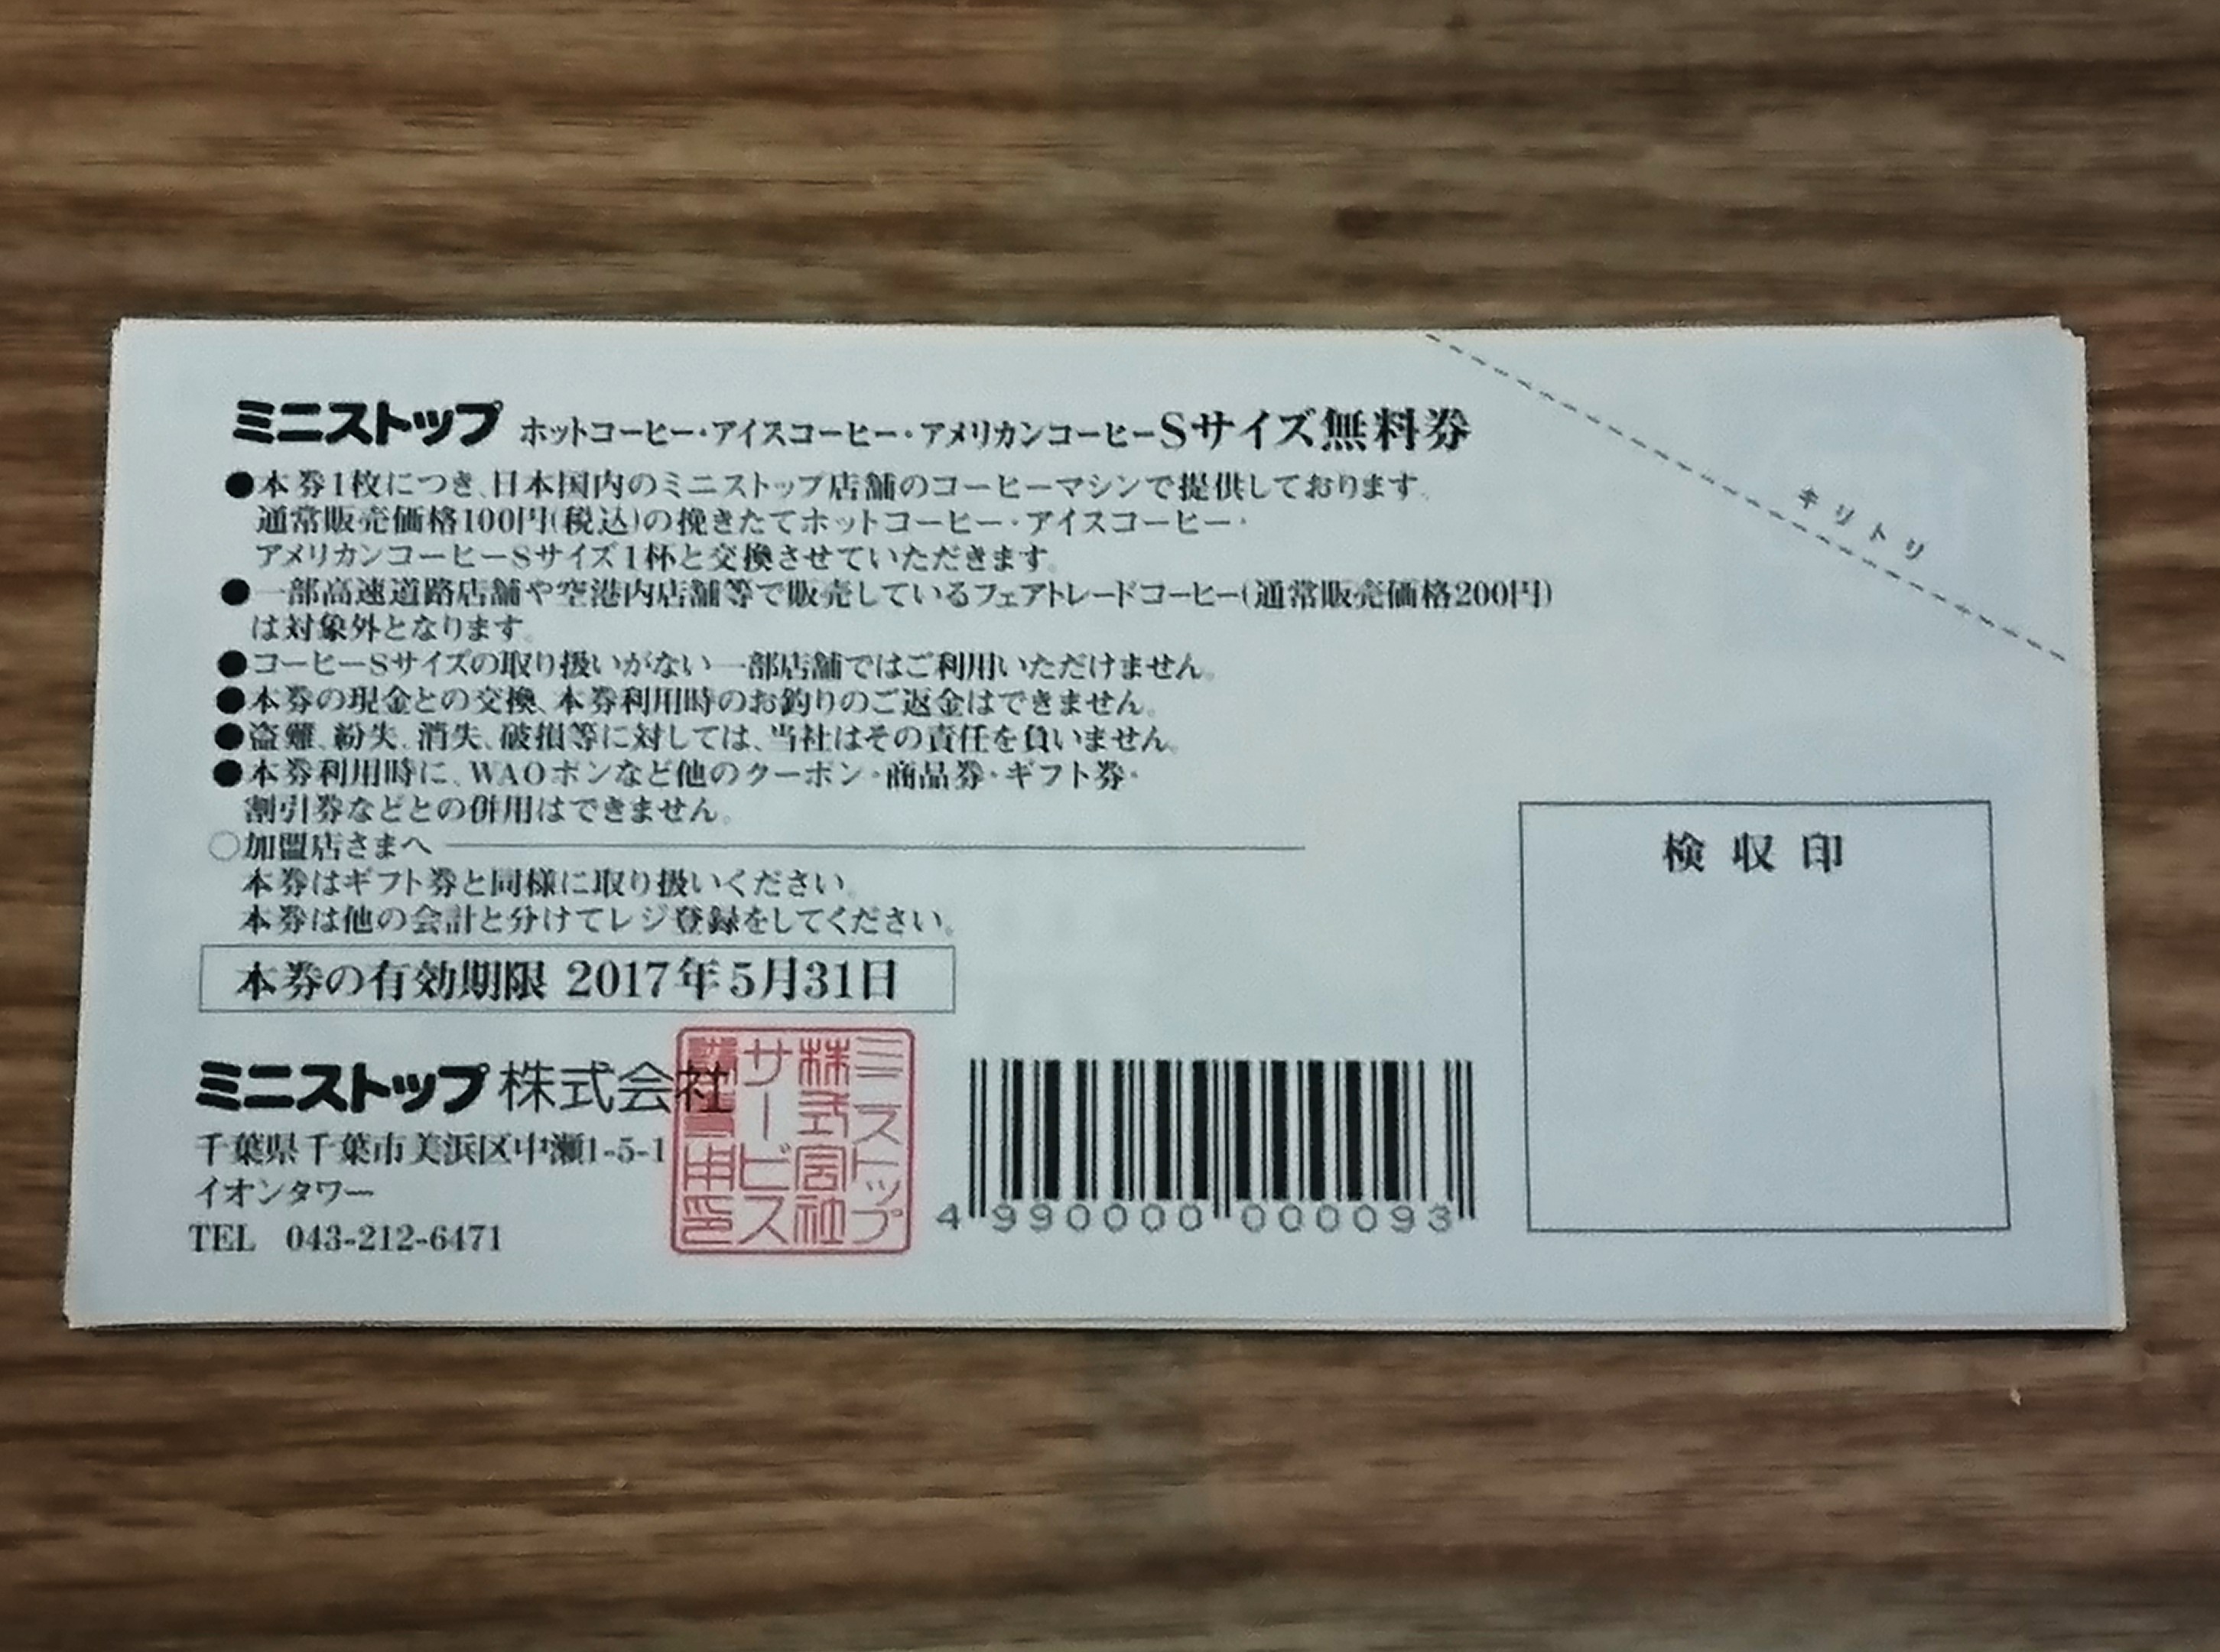 ミニストップ ホットコーヒー・アイスコーヒー・アメリカンコーヒーSサイズ無料券
●本券1枚につき、日本国内のミニストップ店舗のコーヒーマシンで提供しております。
通常販売価格100円(税込)の挽きたてホットコーヒー・アイスコーヒー・
アメリカンコーヒーSサイズ1杯と交換させていただきます。
●一部高速道路店舗や空港内店舗等で販売しているフェアトレードコーヒー(通常販売価格200円)
は対象外となります。
●コーヒーSサイズの取り扱いがない一部店舗ではご利用いただけません。
●本券の現金との交換、本券利用時のお釣りのご返金はできません。
●盗難、紛失、消失、破損等に対しては、当社はその責任を負いません。
●本券利用時に、WAOポンなど他のクーポン・商品券・ギフト券・
割引券などとの併用はできません。
○加盟店さまへ
本券はギフト券と同様に取り扱いください。
本券は他の会計と分けてレジ登録をしてください。
本券の有効期限 2017年5月31日
ミニストップ株式会社
千葉県千葉市美浜区中瀬1-5-1
イオンタワー
TEL 043-212-6471
ミニストップ
株式会社
サービス
4 990000 000093
キリトリ
検収印